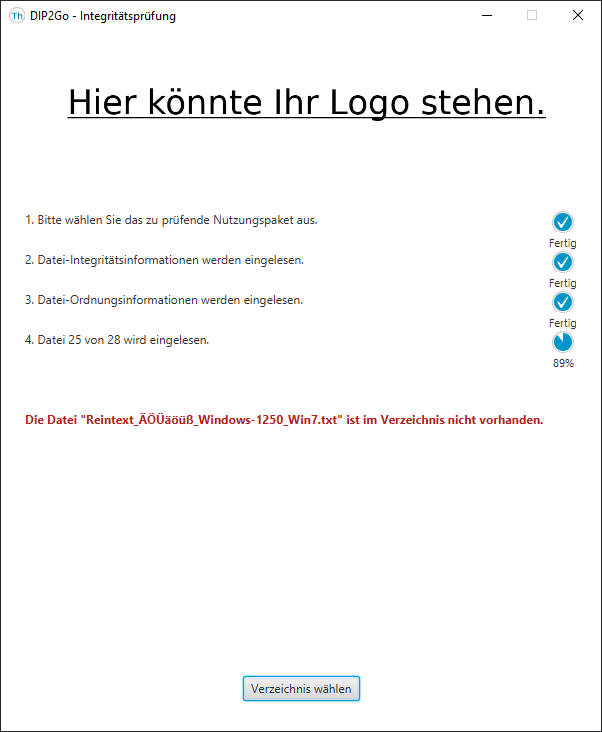 Th DIP2Go - Integritätsprüfung
Hier könnte Ihr Logo stehen.
1. Bitte wählen Sie das zu prüfende Nutzungspaket aus.
Fertig
2. Datei-Integritätsinformationen werden eingelesen.
Fertig
3. Datei-Ordnungsinformationen werden eingelesen.
Fertig
4. Datei 25 von 28 wird eingelesen.
89%
Die Datei "Reintext_ÄÖÜäöüß_Windows-1250_Win7.txt" ist im Verzeichnis nicht vorhanden.
Verzeichnis wählen